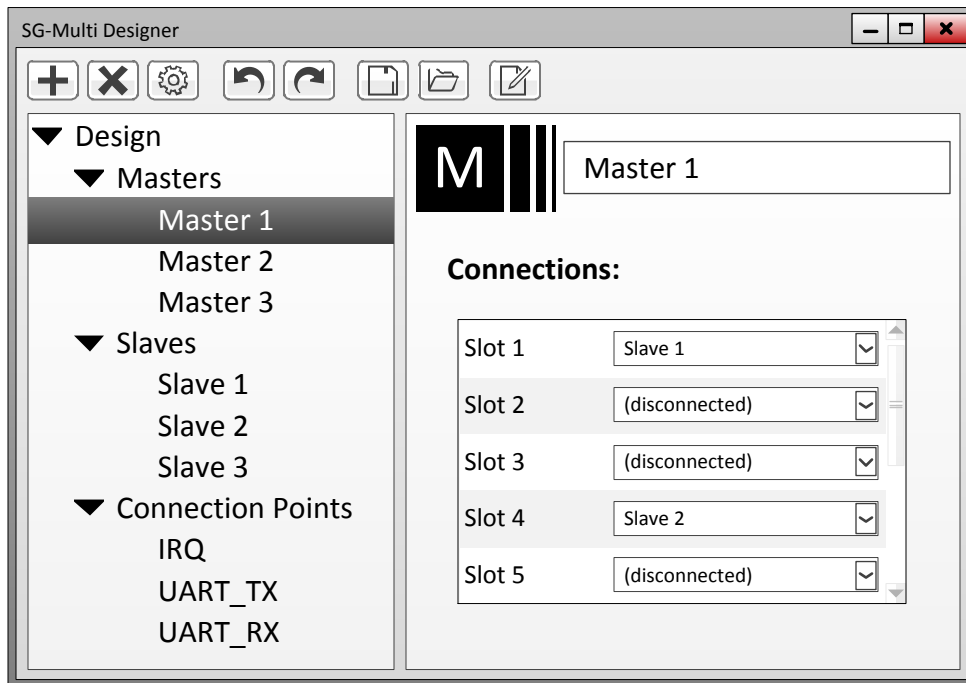 SG-Multi Designer
Design
Masters
Master 1
Master 2
Master 3
Slaves
Slave 1
Slave 2
Slave 3
Connection Points
IRQ
UART_TX
UART_RX
M
Master 1
Connections:
Slot 1 Slave 1
Slot 2 (disconnected)
Slot 3 (disconnected)
Slot 4 Slave 2
Slot 5 (disconnected)